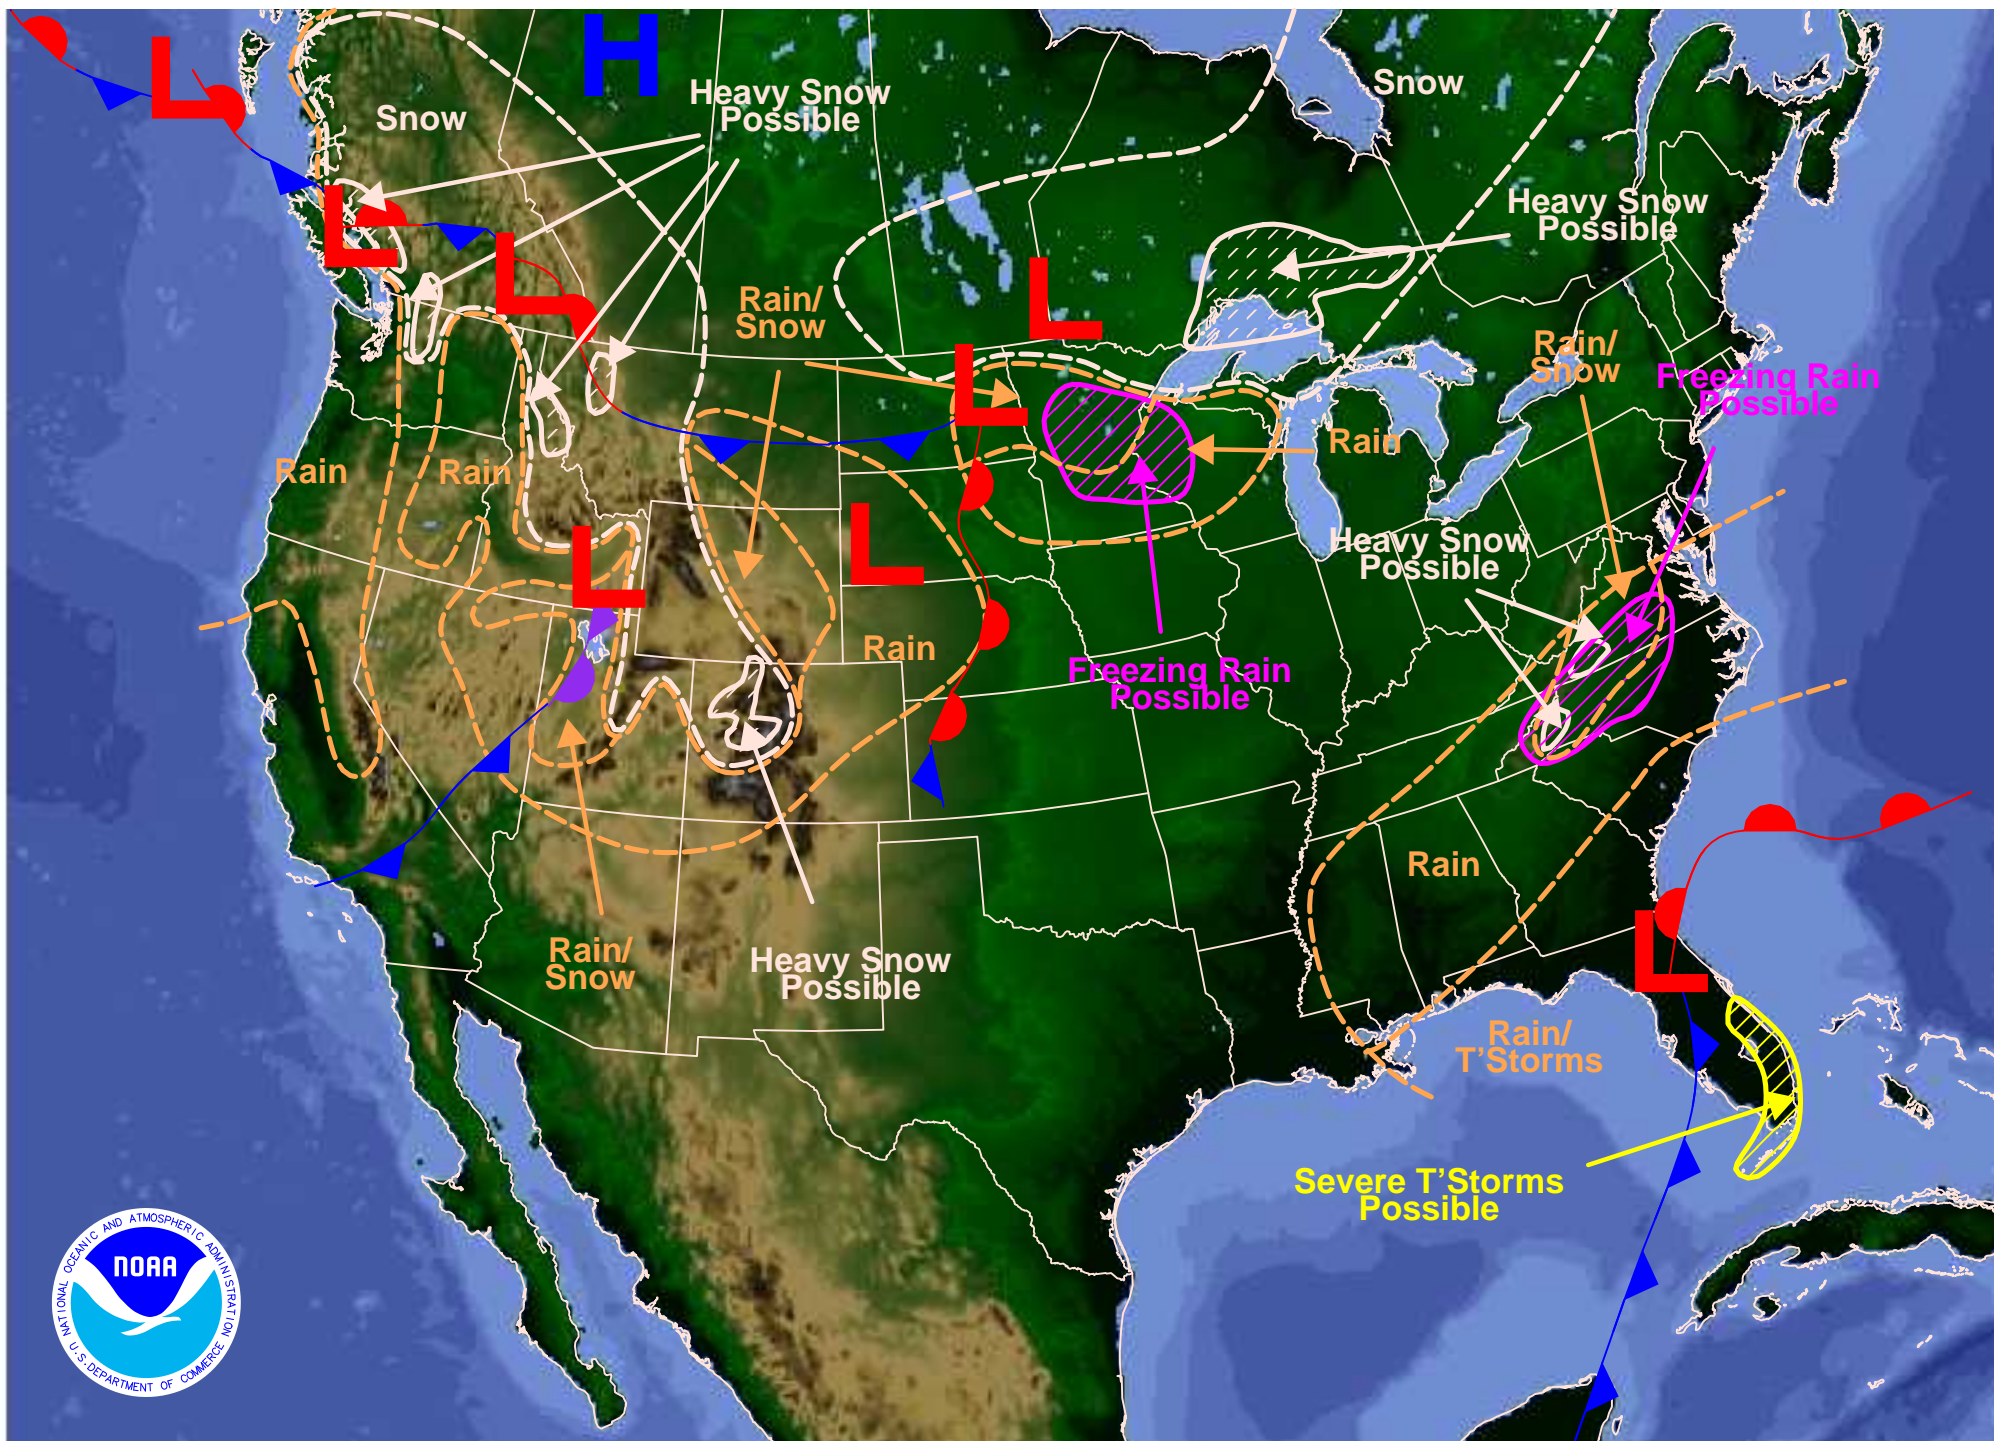 H
L
Snow
Heavy Snow
Possible
Snow
Heavy Snow
Possible
L
L
L
Rain/
Snow
L
Rain/
Snow
Freezing Rain
Possible
Rain
Rain
Rain
L
L
Heavy Snow
Possible
Rain
Freezing Rain
Possible
Rain
Rain/
Snow
Heavy Snow
Possible
L
Rain/
T'Storms
Severe T'Storms
Possible
NATIONAL OCEANIC AND ATMOSPHERIC ADMINISTRATION
NOAA
U.S. DEPARTMENT OF COMMERCE